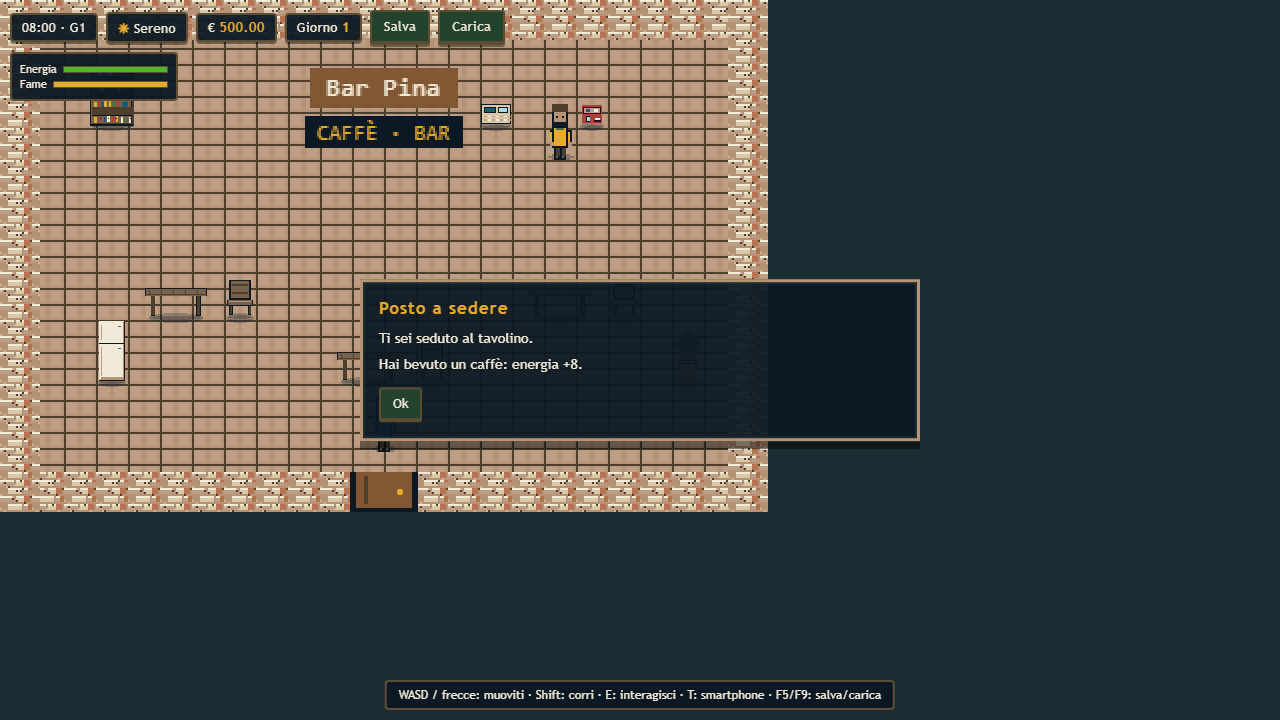 08:00 · G1
☀ Sereno
€ 500.00
Giorno 1
Salva
Carica
Energia
Fame
Bar Pina
CAFFÈ · BAR
Posto a sedere
Ti sei seduto al tavolino.
Hai bevuto un caffè: energia +8.
Ok
WASD / frecce: muoviti · Shift: corri · E: interagisci · T: smartphone · F5/F9: salva/carica